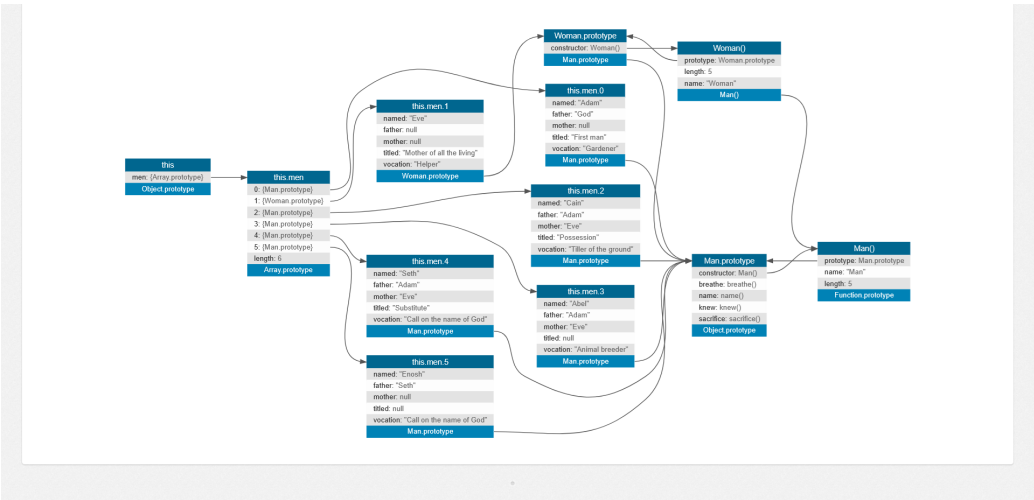 this
men: {Array.prototype}
Object.prototype
this.men
0: {Man.prototype}
1: {Woman.prototype}
2: {Man.prototype}
3: {Man.prototype}
4: {Man.prototype}
5: {Man.prototype}
length: 6
Array.prototype
this.men.1
named: "Eve"
father: null
mother: null
titled: "Mother of all the living"
vocation: "Helper"
Woman.prototype
this.men.4
named: "Seth"
father: "Adam"
mother: "Eve"
titled: "Substitute"
vocation: "Call on the name of God"
Man.prototype
this.men.5
named: "Enosh"
father: "Seth"
mother: null
titled: null
vocation: "Call on the name of God"
Man.prototype
Woman.prototype
constructor: Woman()
Man.prototype
this.men.0
named: "Adam"
father: "God"
mother: null
titled: "First man"
vocation: "Gardener"
Man.prototype
this.men.2
named: "Cain"
father: "Adam"
mother: "Eve"
titled: "Possession"
vocation: "Tiller of the ground"
Man.prototype
this.men.3
named: "Abel"
father: "Adam"
mother: "Eve"
titled: null
vocation: "Animal breeder"
Man.prototype
Woman()
prototype: Woman.prototype
length: 5
name: "Woman"
Man()
Man.prototype
constructor: Man()
breathe: breathe()
name: name()
knew: knew()
sacrifice: sacrifice()
Object.prototype
Man()
prototype: Man.prototype
name: "Man"
length: 5
Function.prototype